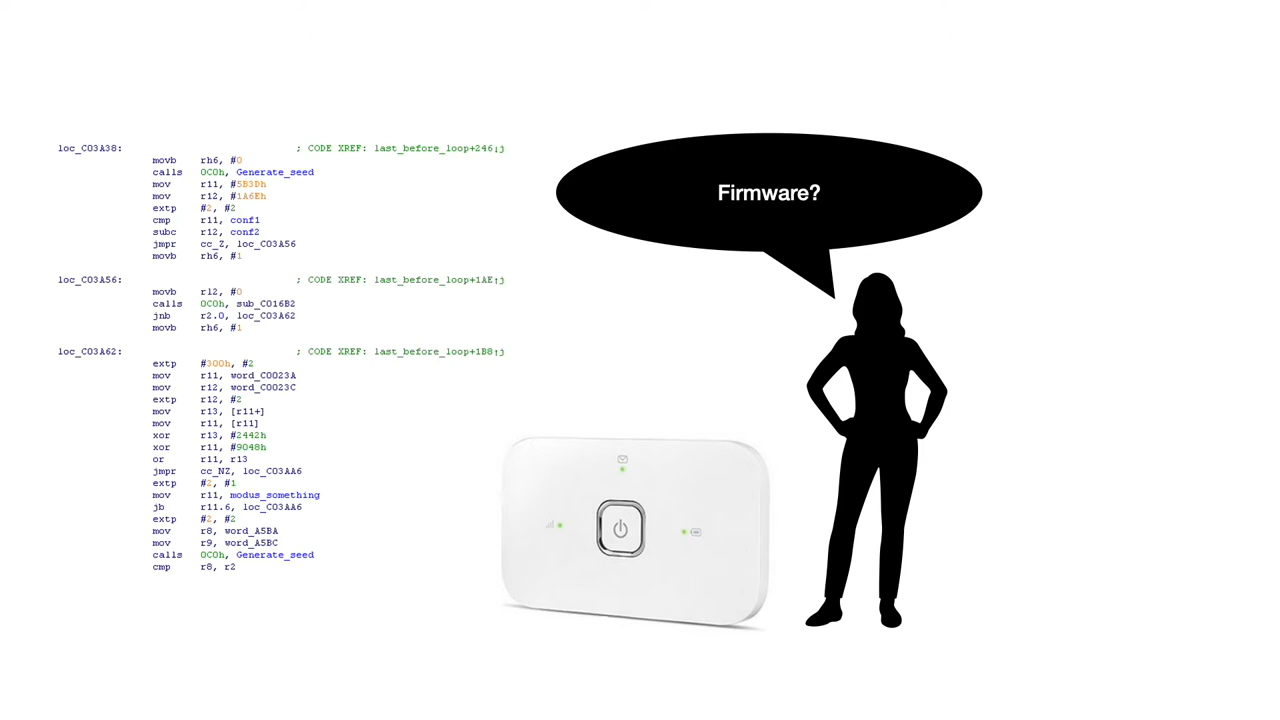 loc_C03A38: ; CODE XREF: last_before_loop+246↓j
movb rh6, #0
calls 0C0h, Generate_seed
mov r11, #5B3Dh
mov r12, #1A6Eh
extp #2, #2
cmp r11, conf1
subc r12, conf2
jmpr cc_Z, loc_C03A56
movb rh6, #1
loc_C03A56: ; CODE XREF: last_before_loop+1AE↑j
movb rl2, #0
calls 0C0h, sub_C016B2
jnb r2.0, loc_C03A62
movb rh6, #1
loc_C03A62: ; CODE XREF: last_before_loop+1B8↑j
extp #300h, #2
mov r11, word_C0023A
mov r12, word_C0023C
extp r12, #2
mov r13, [r11+]
mov r11, [r11]
xor r13, #2442h
xor r11, #9048h
or r11, r13
jmpr cc_NZ, loc_C03AA6
extp #2, #1
mov r11, modus_something
jb r11.6, loc_C03AA6
extp #2, #2
mov r8, word_A5BA
mov r9, word_A5BC
calls 0C0h, Generate_seed
cmp r8, r2
Firmware?